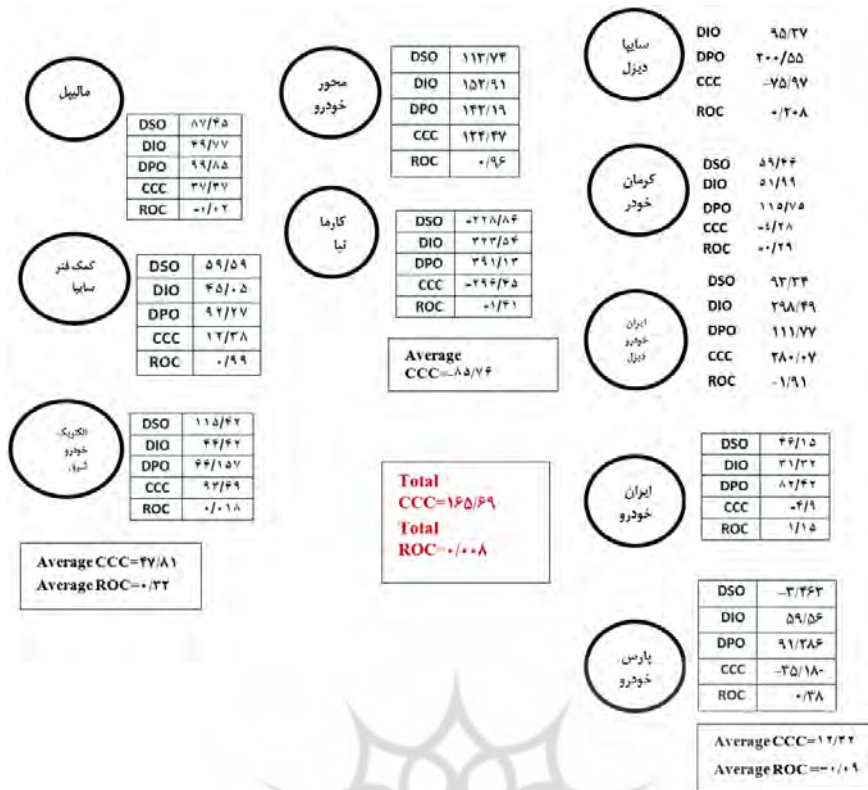 مالیبل
DSO ۸۷/۴۵
DIO ۴۹/۷۷
DPO ۹۹/۸۵
CCC ۳۷/۳۷
ROC -۰/۰۲
کمک فنر
سایپا
DSO ۵۹/۵۹
DIO ۴۵/۰۵
DPO ۹۲/۲۷
CCC ۱۲/۳۸
ROC ۰/۹۹
الکتریک
خودرو
شرق
DSO ۱۱۵/۴۲
DIO ۴۴/۴۲
DPO ۶۶/۱۵۷
CCC ۹۳/۶۹
ROC ۰/۰۱۸
Average CCC=۴۷/۸۱
Average ROC=۰/۳۲
محور
خودرو
DSO ۱۱۳/۷۴
DIO ۱۵۲/۹۱
DPO ۱۴۲/۱۹
CCC ۱۲۴/۴۷
ROC ۰/۹۶
کارها
تیا
DSO -۲۲۸/۸۶
DIO ۳۲۳/۵۴
DPO ۳۹۱/۱۳
CCC -۲۹۶/۴۵
ROC -۱/۴۱
Average
CCC=-۸۵/۷۶
Total
CCC=۱۶۵/۶۹
Total
ROC=۰/۰۰۸
سایپا
دیزل
DIO ۹۵/۳۷
DPO ۲۰۰/۵۵
CCC -۷۵/۹۷
ROC ۰/۲۰۸
کرمان
خودر
DSO ۵۹/۴۶
DIO ۵۱/۹۹
DPO ۱۱۵/۷۵
CCC -٤/۲۸
ROC -۰/۲۹
ایران
خودرو
دیزل
DSO ۹۳/۳۴
DIO ۲۹۸/۴۹
DPO ۱۱۱/۷۷
CCC ۲۸۰/۰۷
ROC -۱/۹۱
ایران
خودرو
DSO ۴۶/۱۵
DIO ۳۱/۳۲
DPO ۸۲/۴۲
CCC -۴/۹
ROC ۱/۱۵
پارس
خودرو
DSO -۳/۴۶۳
DIO ۵۹/۵۶
DPO ۹۱/۲۸۶
CCC -۳۵/۱۸۰
ROC ۰/۳۸
Average CCC=۱۲/۳۲
Average ROC=-۰/۰۹